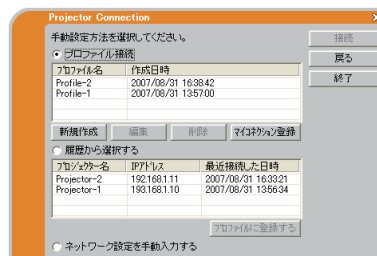 Projector Connection
手動設定方法を選択してください。
プロファイル接続
プロファイル名 作成日時
Profile-2 2007/08/31 16:38:42
Profile-1 2007/08/31 13:57:00
新規作成 編集 削除 マイコネクション登録
履歴から選択する
プロジェクター名 IPアドレス 最近接続した日時
Projector-2 192.168.1.11 2007/08/31 16:33:21
Projector-1 193.168.1.10 2007/08/31 13:56:34
プロファイルに登録する
ネットワーク設定を手動入力する
接続
戻る
終了